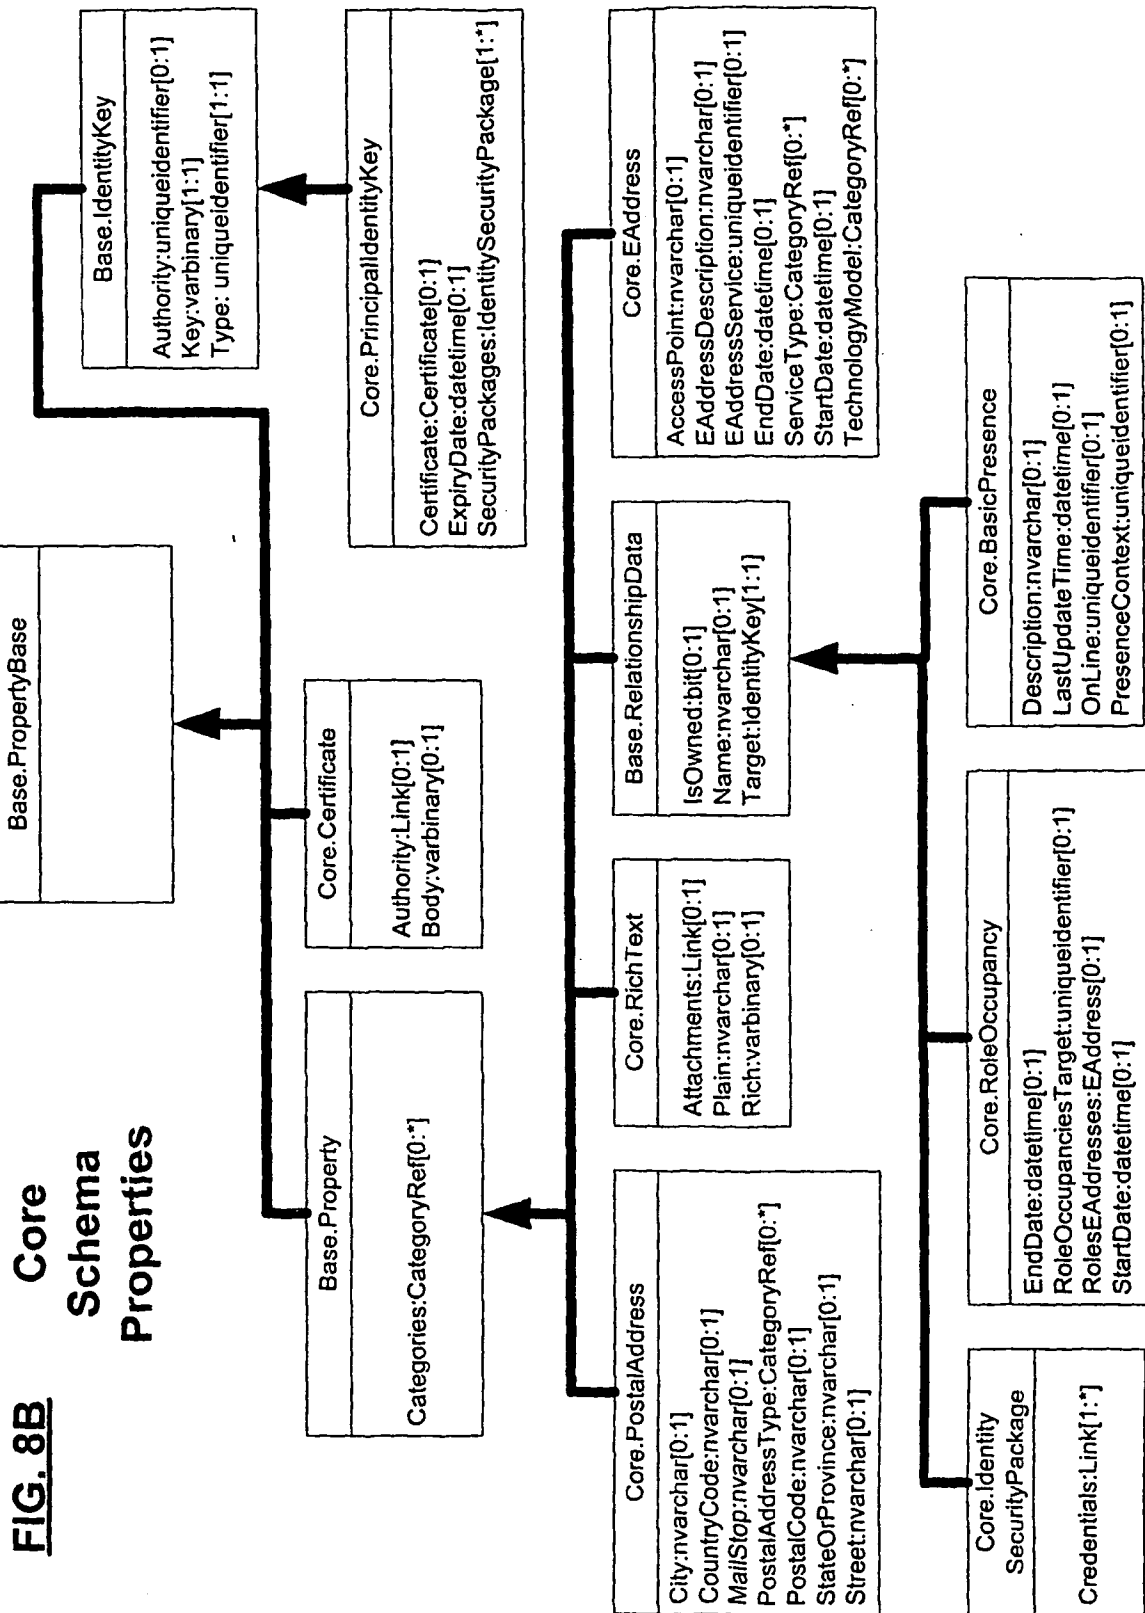 FIG. 8B
Core
Schema
Properties
Base.PropertyBase
Base.Property
Categories:CategoryRef[0:*]
Core.Certificate
Authority:Link[0:1]
Body:varbinary[0:1]
Base.IdentityKey
Authority:uniqueidentifier[0:1]
Key:varbinary[1:1]
Type: uniqueidentifier[1:1]
Core.PrincipalIdentityKey
Certificate:Certificate[0:1]
ExpiryDate:datetime[0:1]
SecurityPackages:IdentitySecurityPackage[1:*]
Core.PostalAddress
City:nvarchar[0:1]
CountryCode:nvarchar[0:1]
MailStop:nvarchar[0:1]
PostalAddressType:CategoryRef[0:*]
PostalCode:nvarchar[0:1]
StateOrProvince:nvarchar[0:1]
Street:nvarchar[0:1]
Core.RichText
Attachments:Link[0:1]
Plain:nvarchar[0:1]
Rich:varbinary[0:1]
Base.RelationshipData
IsOwned:bit[0:1]
Name:nvarchar[0:1]
Target:IdentityKey[1:1]
Core.EAddress
AccessPoint:nvarchar[0:1]
EAddressDescription:nvarchar[0:1]
EAddressService:uniqueidentifier[0:1]
EndDate:datetime[0:1]
ServiceType:CategoryRef[0:*]
StartDate:datetime[0:1]
TechnologyModel:CategoryRef[0:*]
Core.Identity
SecurityPackage
Credentials:Link[1:*]
Core.RoleOccupancy
EndDate:datetime[0:1]
RoleOccupanciesTarget:uniqueidentifier[0:1]
RolesEAddresses:EAddress[0:1]
StartDate:datetime[0:1]
Core.BasicPresence
Description:nvarchar[0:1]
LastUpdateTime:datetime[0:1]
OnLine:uniqueidentifier[0:1]
PresenceContext:uniqueidentifier[0:1]